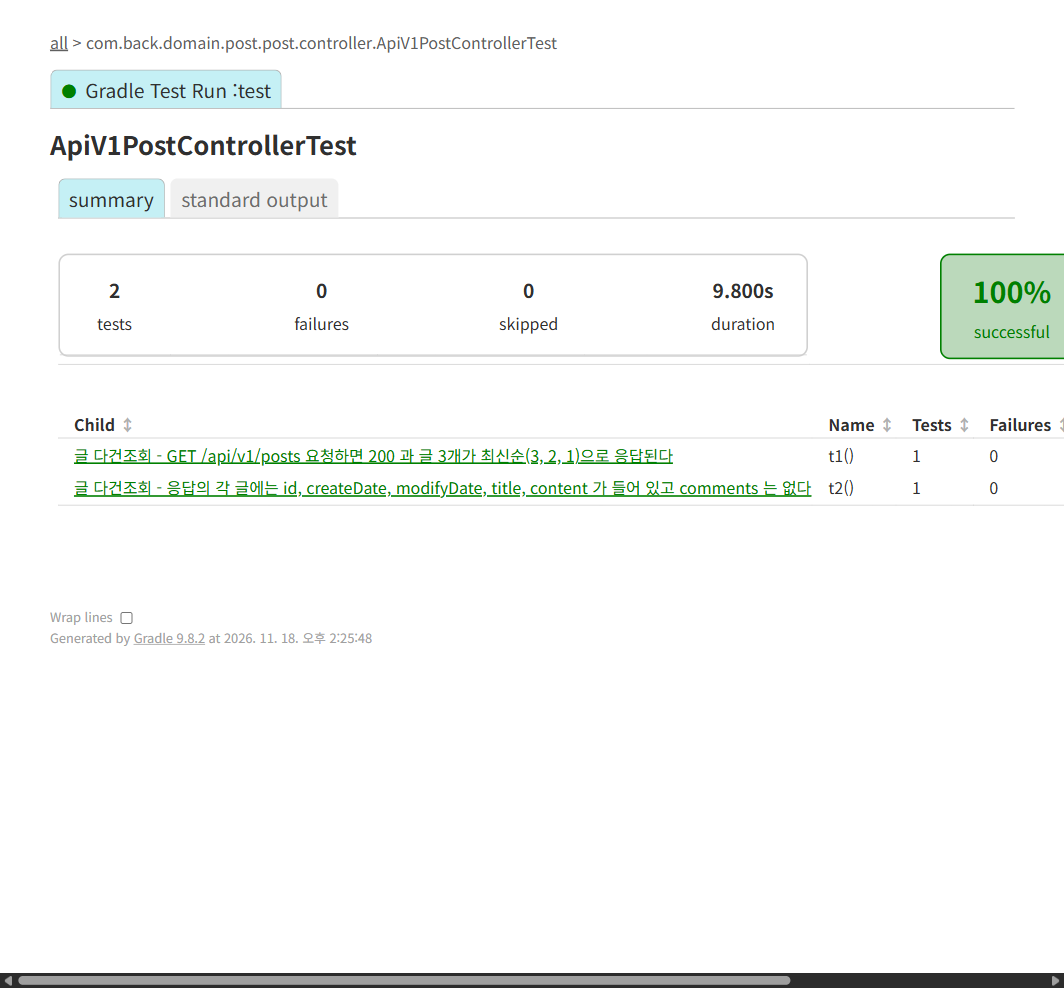 all > com.back.domain.post.post.controller.ApiV1PostControllerTest
Gradle Test Run :test
ApiV1PostControllerTest
summary standard output
2 0 0 9.800s 100%
tests failures skipped duration successful
Child Name Tests Failures
글 다건조회 - GET /api/v1/posts 요청하면 200 과 글 3개가 최신순(3, 2, 1)으로 응답된다 t1() 1 0
글 다건조회 - 응답의 각 글에는 id, createDate, modifyDate, title, content 가 들어 있고 comments 는 없다 t2() 1 0
Wrap lines
Generated by Gradle 9.8.2 at 2026. 11. 18. 오후 2:25:48